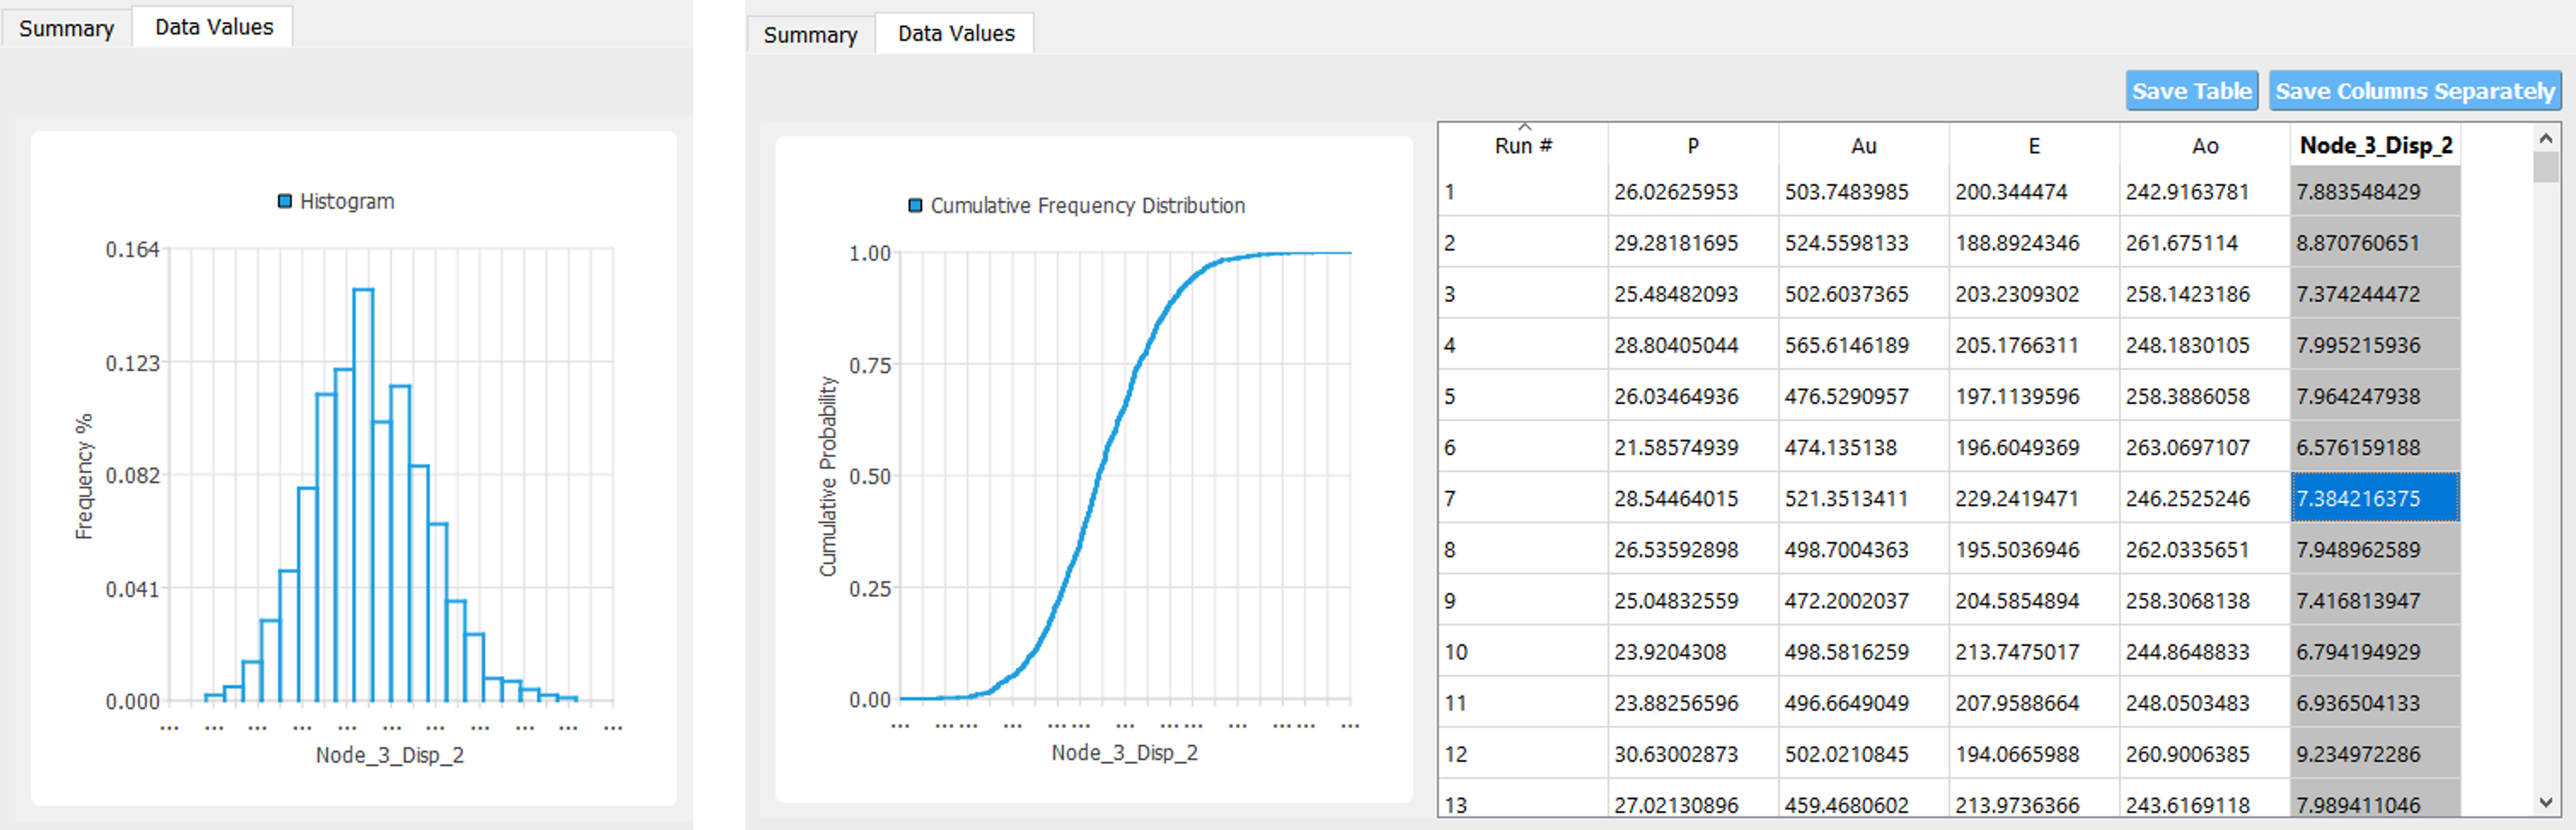 Summary Data Values
Histogram
0.164
0.123
0.082
0.041
0.000
Frequency %
... ... ... ... ... ... ... ... ... ... ...
Node_3_Disp_2
Summary Data Values
Save Table Save Columns Separately
Cumulative Frequency Distribution
1.00
0.75
0.50
0.25
0.00
Cumulative Probability
... ... ... ... ... ... ... ... ... ... ... ... ...
Node_3_Disp_2
Run # P Au E Ao Node_3_Disp_2
1 26.02625953 503.7483985 200.344474 242.9163781 7.883548429
2 29.28181695 524.5598133 188.8924346 261.675114 8.870760651
3 25.48482093 502.6037365 203.2309302 258.1423186 7.374244472
4 28.80405044 565.6146189 205.1766311 248.1830105 7.995215936
5 26.03464936 476.5290957 197.1139596 258.3886058 7.964247938
6 21.58574939 474.135138 196.6049369 263.0697107 6.576159188
7 28.54464015 521.3513411 229.2419471 246.2525246 7.384216375
8 26.53592898 498.7004363 195.5036946 262.0335651 7.948962589
9 25.04832559 472.2002037 204.5854894 258.3068138 7.416813947
10 23.9204308 498.5816259 213.7475017 244.8648833 6.794194929
11 23.88256596 496.6649049 207.9588664 248.0503483 6.936504133
12 30.63002873 502.0210845 194.0665988 260.9006385 9.234972286
13 27.02130896 459.4680602 213.9736366 243.6169118 7.989411046